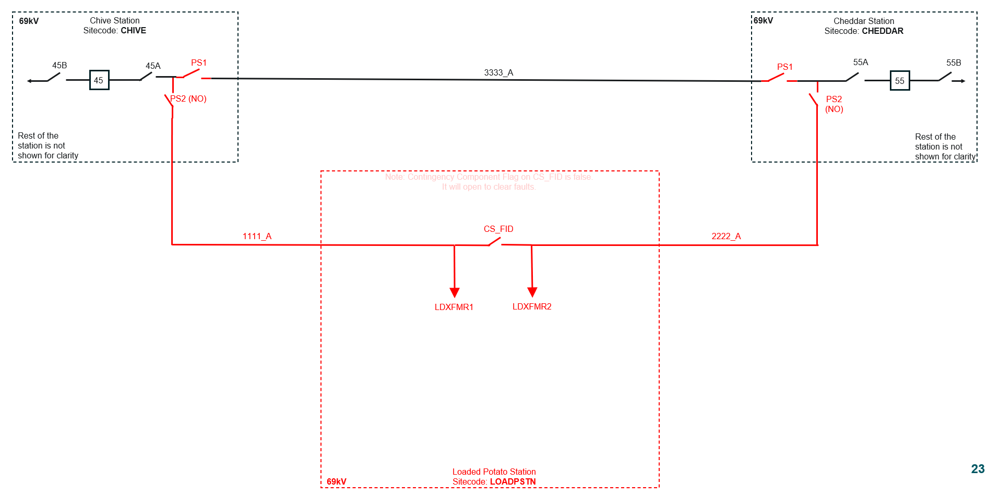 69kV
Chive Station
Sitecode: CHIVE
45B
45
45A
PS1
PS2 (NO)
Rest of the
station is not
shown for clarity
3333_A
69kV
Cheddar Station
Sitecode: CHEDDAR
PS1
55A
55
55B
PS2
(NO)
Rest of the
station is not
shown for clarity
Note: Contingency Component Flag on CS_FID is false.
It will open to clear faults.
1111_A
CS_FID
2222_A
LDXFMR1
LDXFMR2
Loaded Potato Station
69kV
Sitecode: LOADPSTN
23